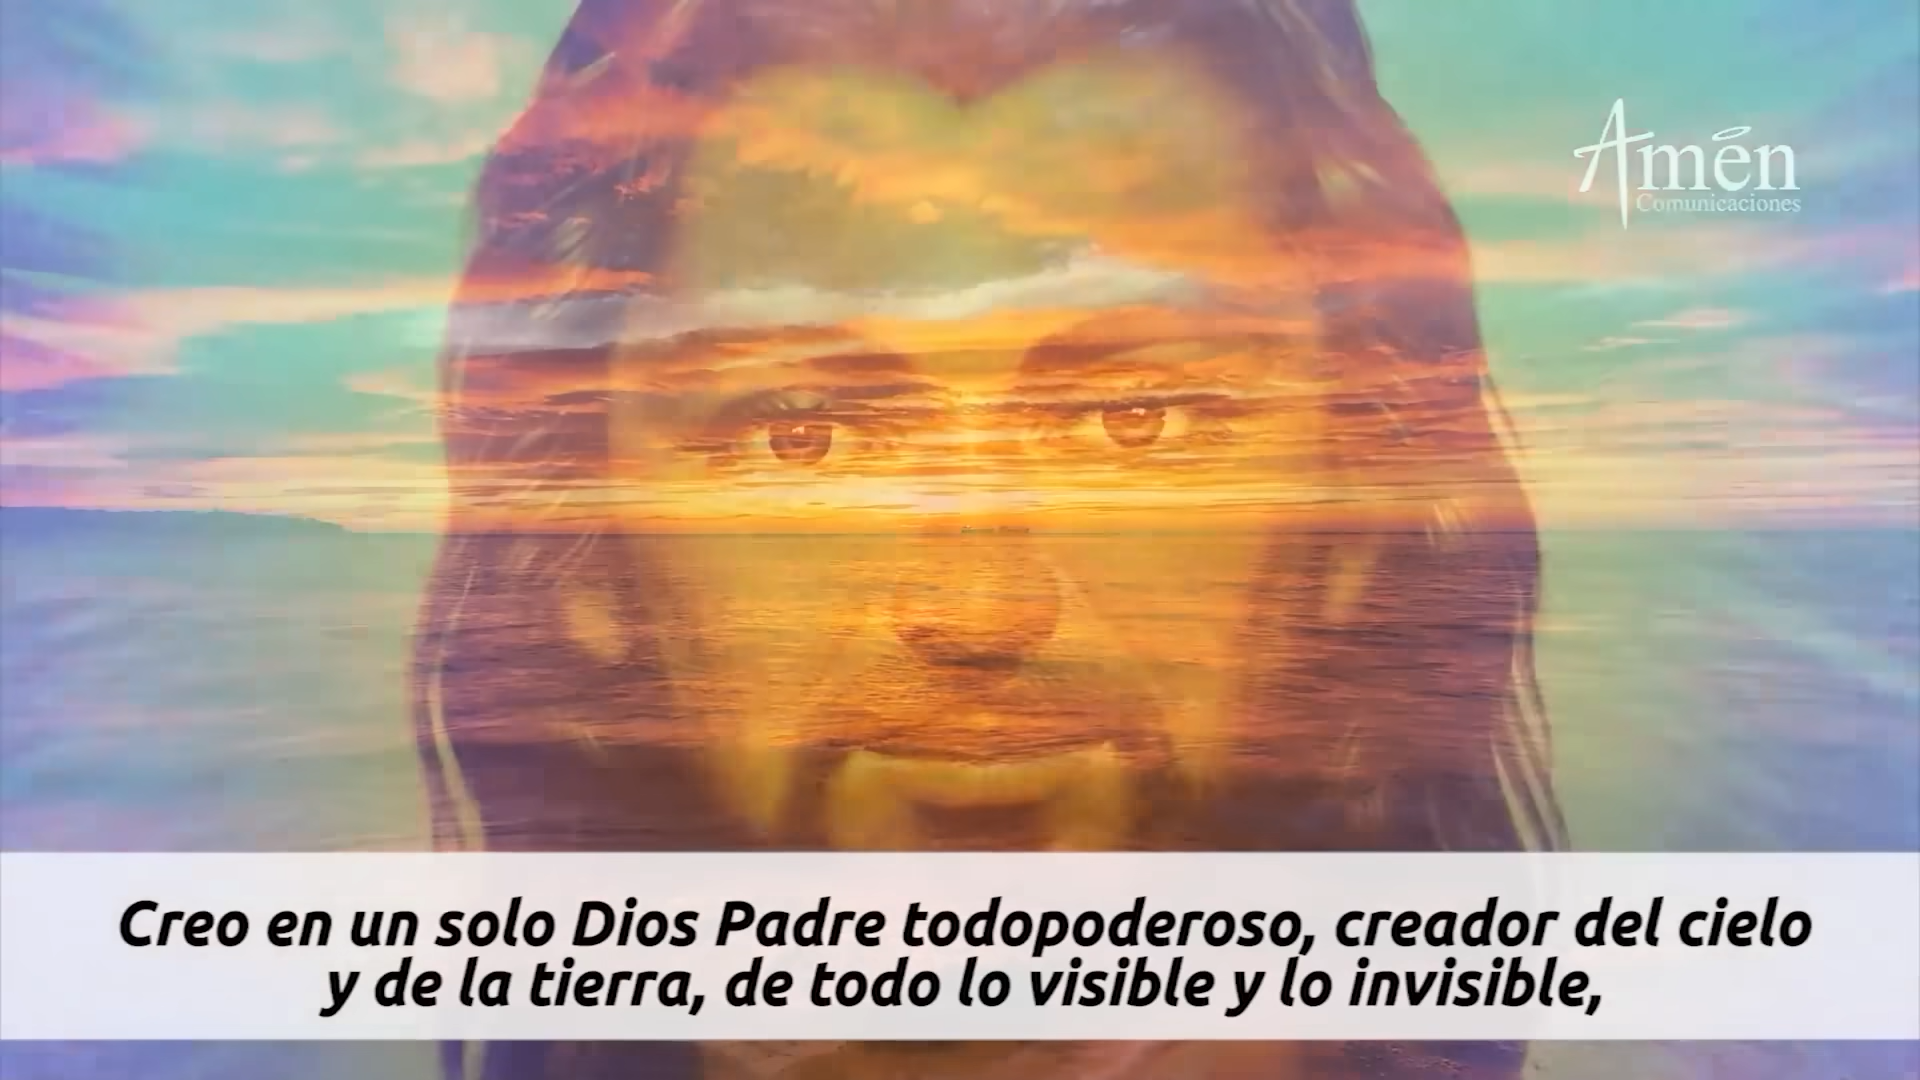 Amén
Comunicaciones
Creo en un solo Dios Padre todopoderoso, creador del cielo
y de la tierra, de todo lo visible y lo invisible,